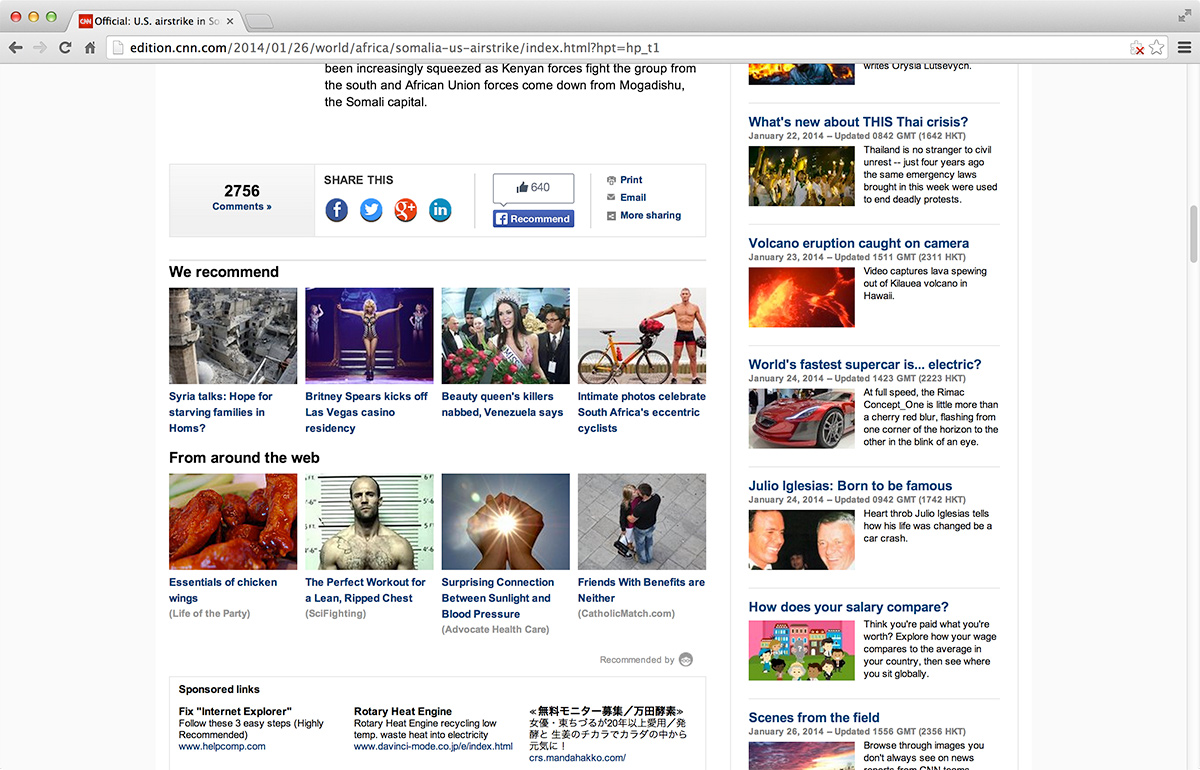 CNN
Official: U.S. airstrike in So
edition.cnn.com/2014/01/26/world/africa/somalia-us-airstrike/index.html?hpt=hp_t1
been increasingly squeezed as Kenyan forces fight the group from
the south and African Union forces come down from Mogadishu,
the Somali capital.
2756
Comments »
SHARE THIS
640
Recommend
Print
Email
More sharing
We recommend
Syria talks: Hope for
starving families in
Homs?
Britney Spears kicks off
Las Vegas casino
residency
Beauty queen's killers
nabbed, Venezuela says
Intimate photos celebrate
South Africa's eccentric
cyclists
From around the web
Essentials of chicken
wings
(Life of the Party)
The Perfect Workout for
a Lean, Ripped Chest
(SciFighting)
Surprising Connection
Between Sunlight and
Blood Pressure
(Advocate Health Care)
Friends With Benefits are
Neither
(CatholicMatch.com)
Recommended by
Sponsored links
Fix "Internet Explorer"
Follow these 3 easy steps (Highly
Recommended)
www.helpcomp.com
Rotary Heat Engine
Rotary Heat Engine recycling low
temp. waste heat into electricity
www.davinci-mode.co.jp/e/index.html
≪無料モニター募集／万田酵素≫
女優・東ちづるが20年以上愛用／発
酵と 生姜のチカラでカラダの中から
元気に！
crs.mandahakko.com/
writes Orysia Lutsevych.
What's new about THIS Thai crisis?
January 22, 2014 -- Updated 0842 GMT (1642 HKT)
Thailand is no stranger to civil
unrest -- just four years ago
the same emergency laws
brought in this week were used
to end deadly protests.
Volcano eruption caught on camera
January 23, 2014 -- Updated 1511 GMT (2311 HKT)
Video captures lava spewing
out of Kilauea volcano in
Hawaii.
World's fastest supercar is... electric?
January 24, 2014 -- Updated 1423 GMT (2223 HKT)
At full speed, the Rimac
Concept_One is little more than
a cherry red blur, flashing from
one corner of the horizon to the
other in the blink of an eye.
Julio Iglesias: Born to be famous
January 24, 2014 -- Updated 0942 GMT (1742 HKT)
Heart throb Julio Iglesias tells
how his life was changed be a
car crash.
How does your salary compare?
Think you're paid what you're
worth? Explore how your wage
compares to the average in
your country, then see where
you sit globally.
Scenes from the field
January 26, 2014 -- Updated 1556 GMT (2356 HKT)
Browse through images you
don't always see on news
reports from CNN teams